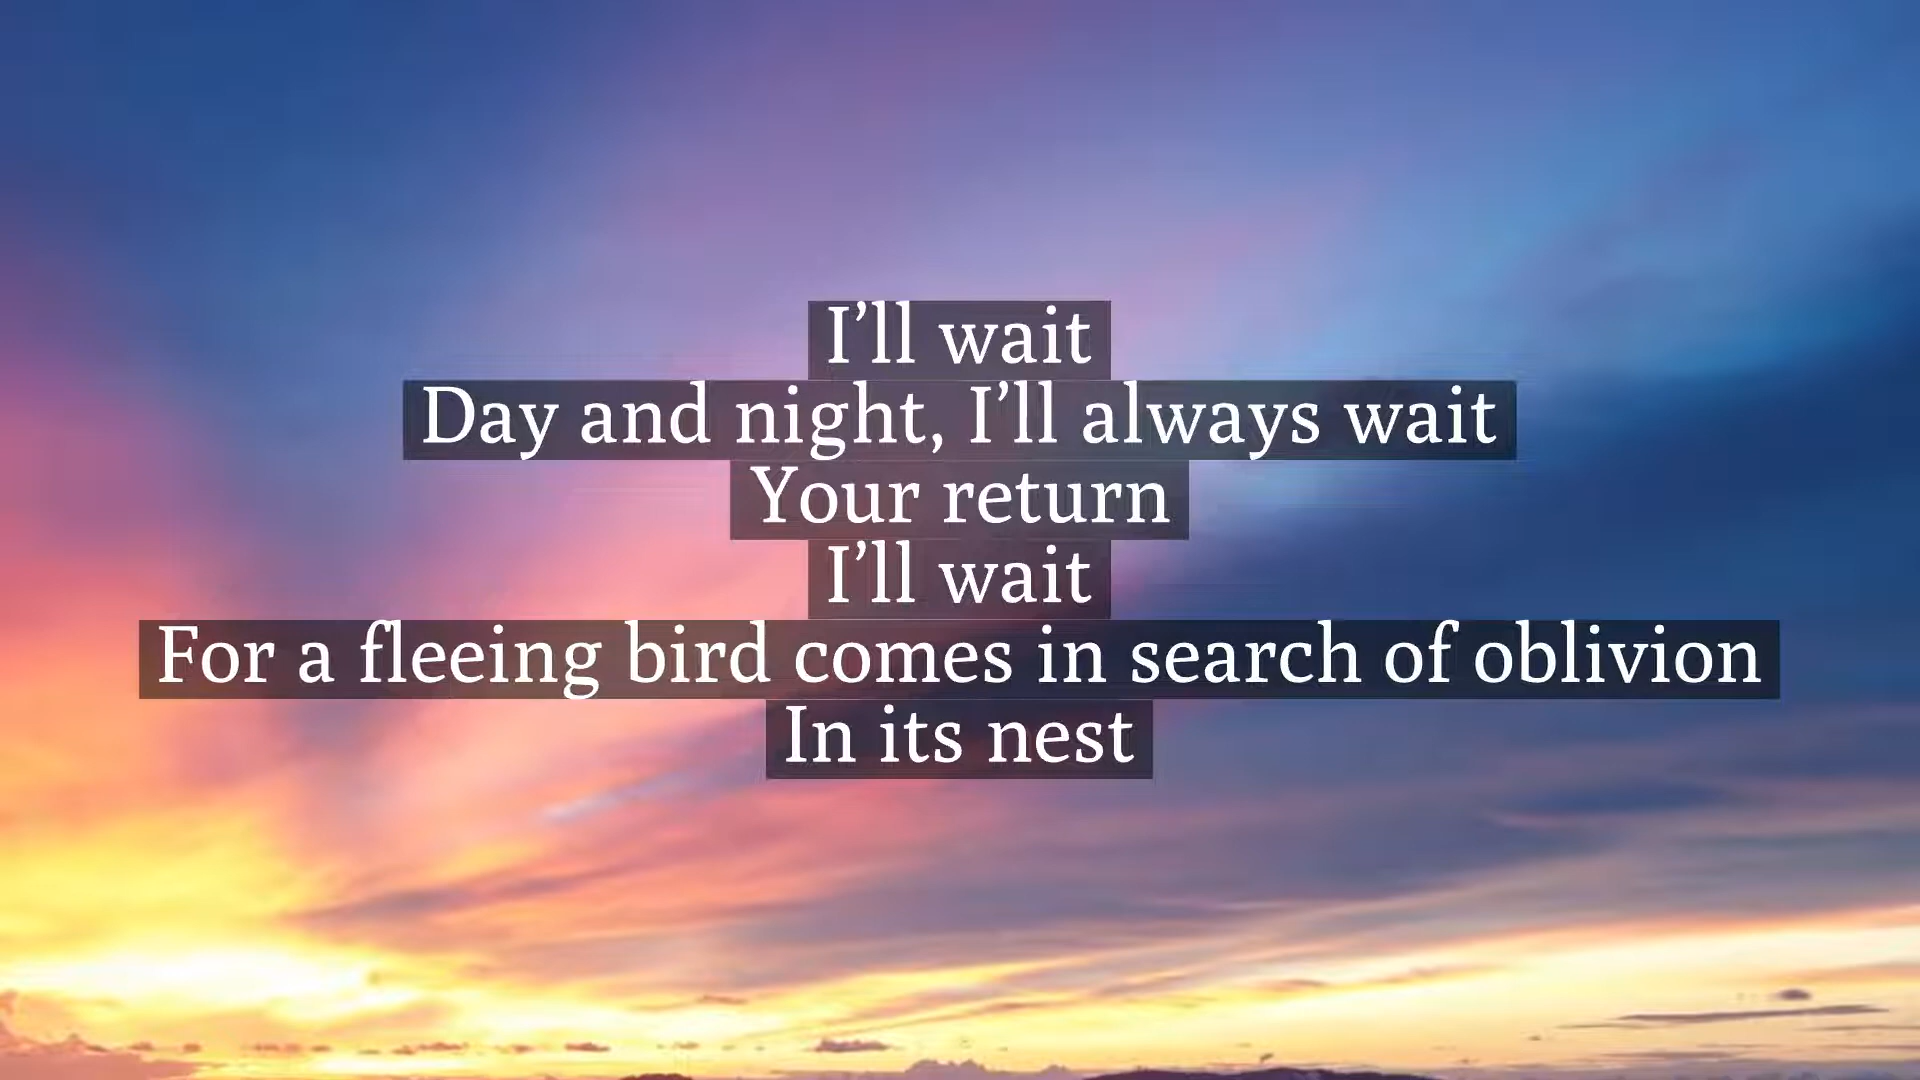 I’ll wait
Day and night, I’ll always wait
Your return
I’ll wait
For a fleeing bird comes in search of oblivion
In its nest